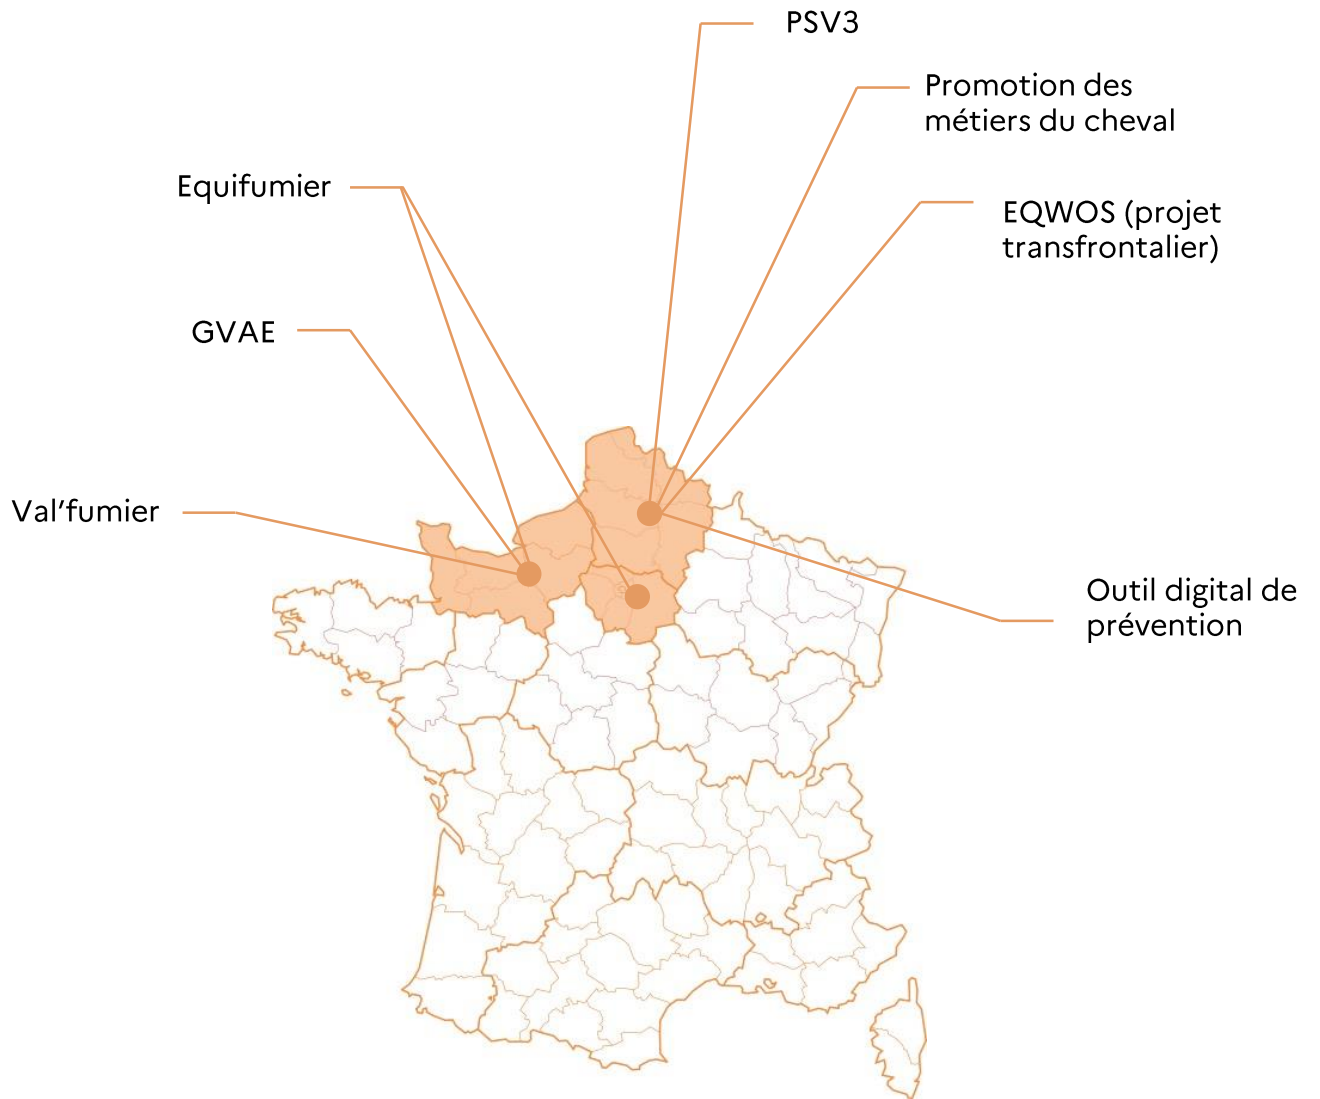 PSV3
Promotion des
métiers du cheval
Equifumier
EQWOS (projet
transfrontalier)
GVAE
Val’fumier
Outil digital de
prévention